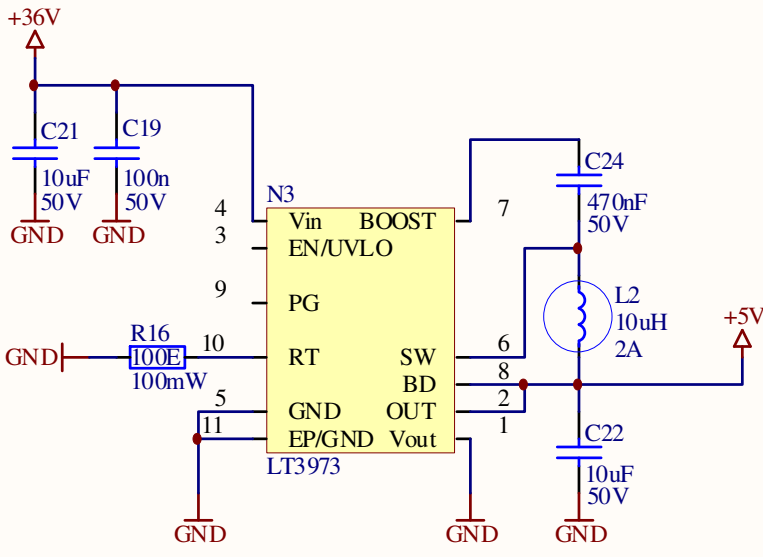 +36V
C21
10uF
50V
GND
C19
100n
50V
GND
N3
4
Vin
BOOST
7
3
EN/UVLO
9
PG
R16
GND
100E
100mW
10
RT
SW
6
BD
8
5
GND
OUT
2
11
EP/GND
Vout
1
LT3973
GND
GND
C24
470nF
50V
L2
10uH
2A
+5V
C22
10uF
50V
GND